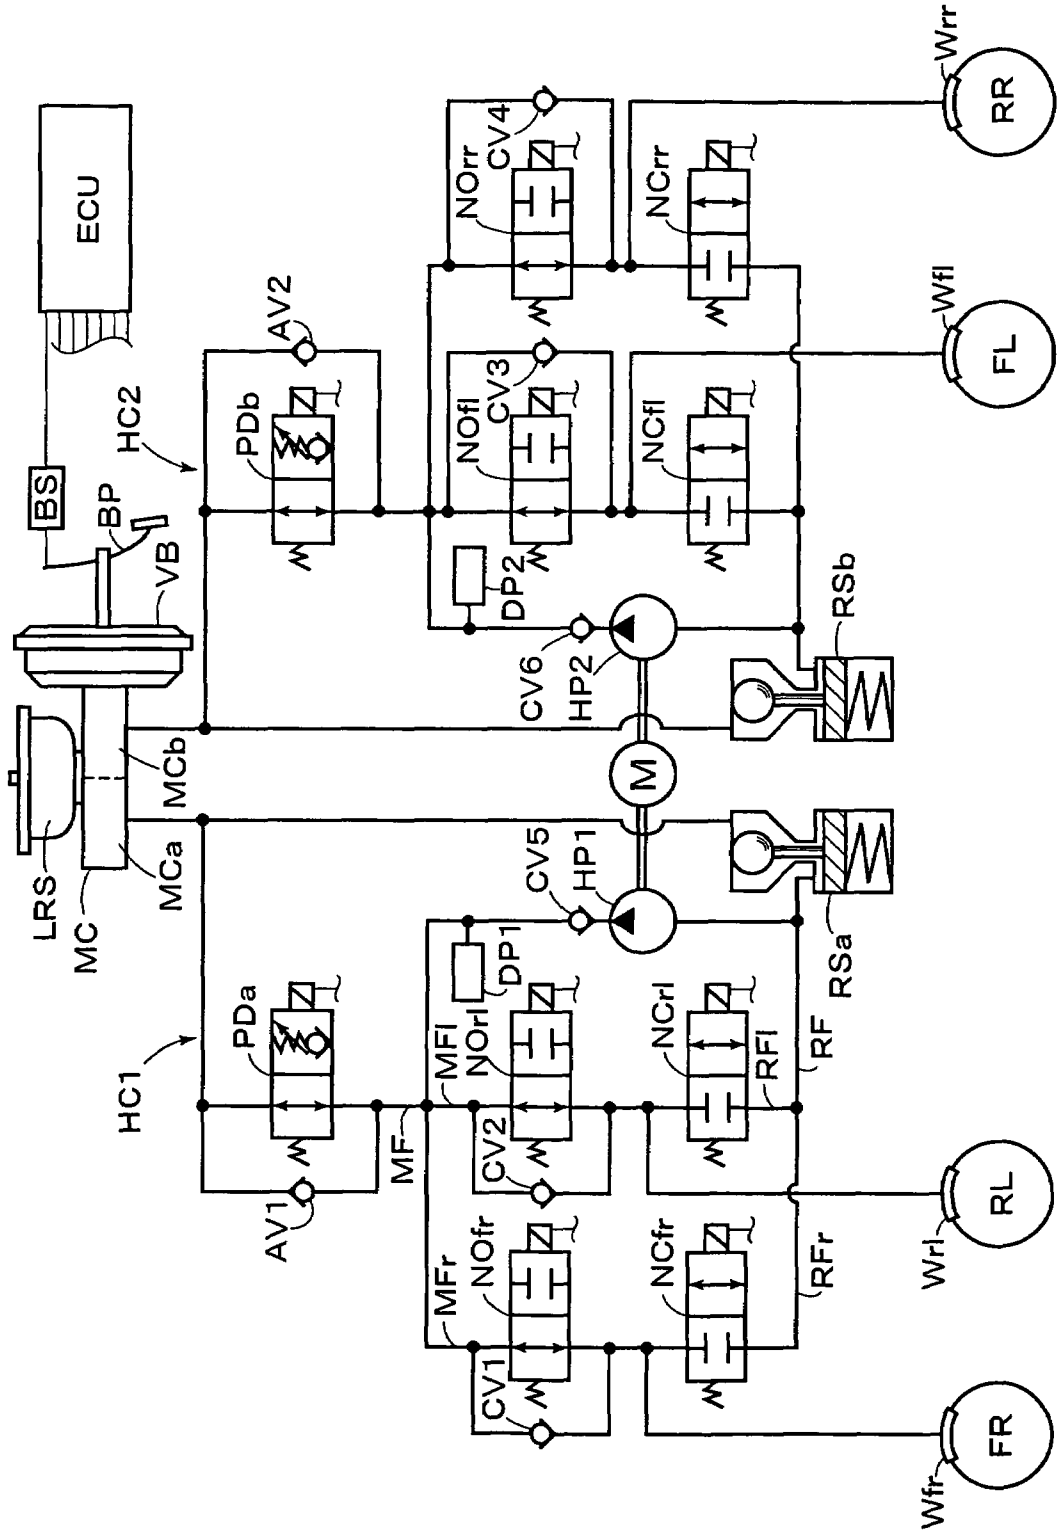 LRS
MC
MCa
MCb
VB
BP
BS
ECU
HC1
HC2
PDa
PDb
AV1
AV2
MF
MFr
MFl
NOfr
NOrl
NOfl
NOrr
CV1
CV2
CV3
CV4
DP1
DP2
CV5
CV6
HP1
HP2
M
NCfr
NCrl
NCfl
NCrr
RFr
RFl
RF
RSa
RSb
Wfr
Wrl
Wfl
Wrr
FR
RL
FL
RR